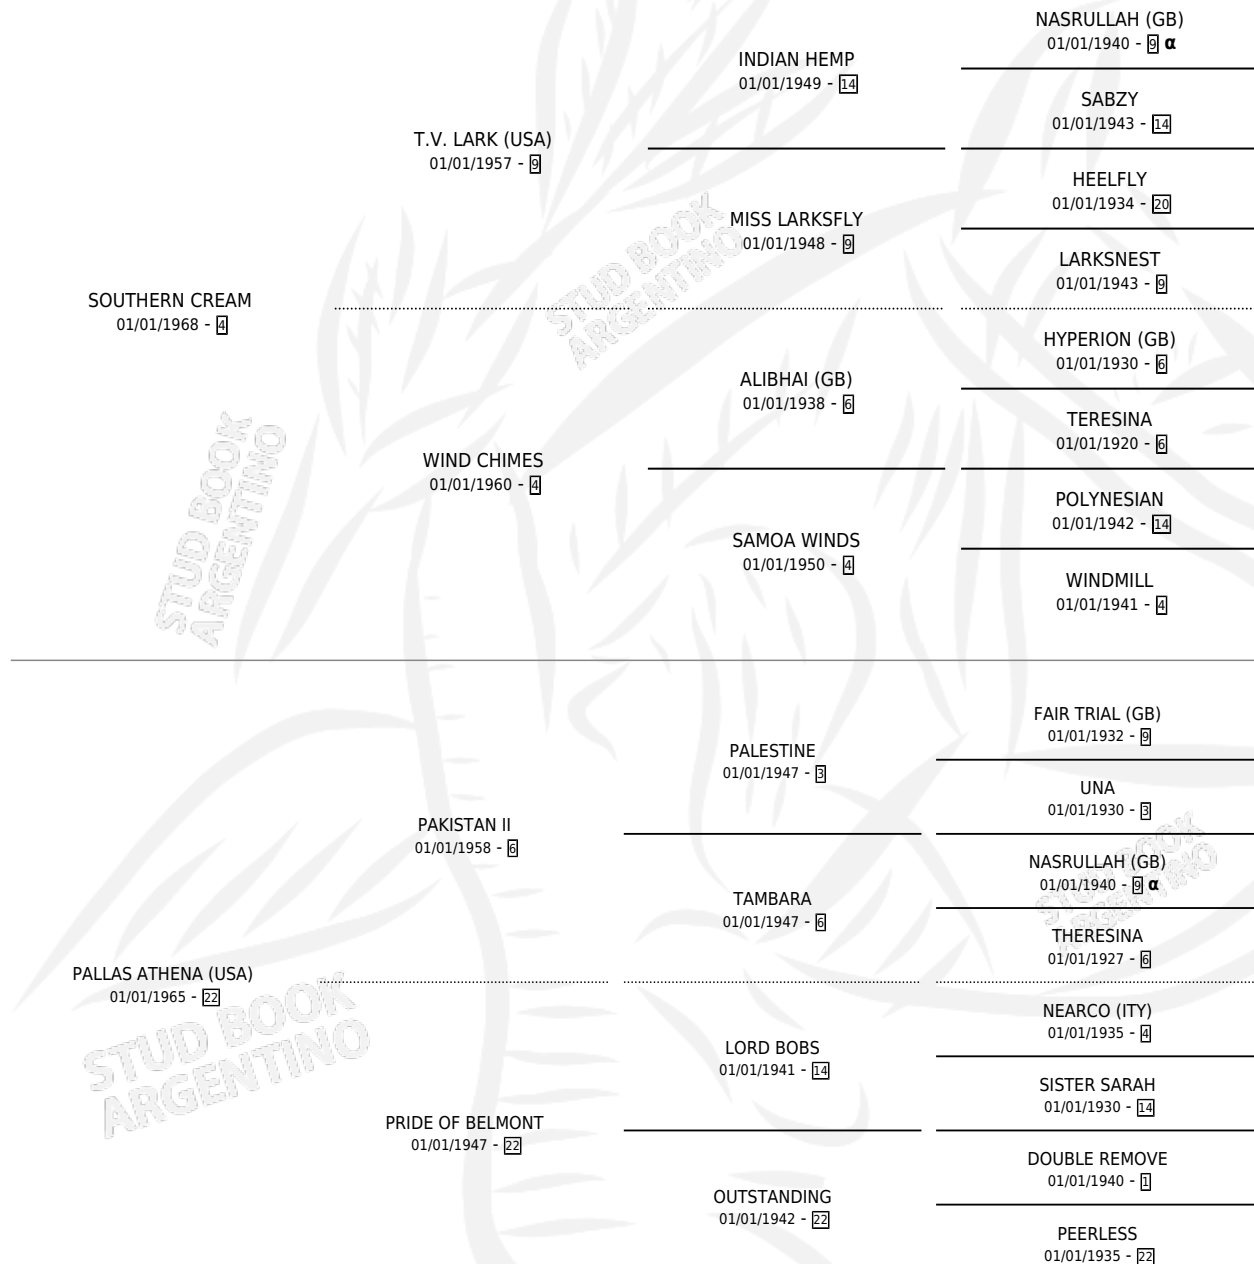 NASRULLAH (GB)
01/01/1940 - 9 α
INDIAN HEMP
01/01/1949 - 14
SABZY
01/01/1943 - 14
T.V. LARK (USA)
01/01/1957 - 9
HEELFLY
01/01/1934 - 20
MISS LARKSFLY
01/01/1948 - 9
LARKSNEST
01/01/1943 - 9
SOUTHERN CREAM
01/01/1968 - 4
HYPERION (GB)
01/01/1930 - 6
ALIBHAI (GB)
01/01/1938 - 6
TERESINA
01/01/1920 - 6
WIND CHIMES
01/01/1960 - 4
POLYNESIAN
01/01/1942 - 14
SAMOA WINDS
01/01/1950 - 4
WINDMILL
01/01/1941 - 4
FAIR TRIAL (GB)
01/01/1932 - 9
PALESTINE
01/01/1947 - 3
UNA
01/01/1930 - 3
PAKISTAN II
01/01/1958 - 6
NASRULLAH (GB)
01/01/1940 - 9 α
TAMBARA
01/01/1947 - 6
THERESINA
01/01/1927 - 6
PALLAS ATHENA (USA)
01/01/1965 - 22
NEARCO (ITY)
01/01/1935 - 4
LORD BOBS
01/01/1941 - 14
SISTER SARAH
01/01/1930 - 14
PRIDE OF BELMONT
01/01/1947 - 22
DOUBLE REMOVE
01/01/1940 - 1
OUTSTANDING
01/01/1942 - 22
PEERLESS
01/01/1935 - 22
STUD BOOK
ARGENTINO
STUD BOOK
ARGENTINO
STUD BOOK
ARGENTINO
STUD BOOK
ARGENTINO